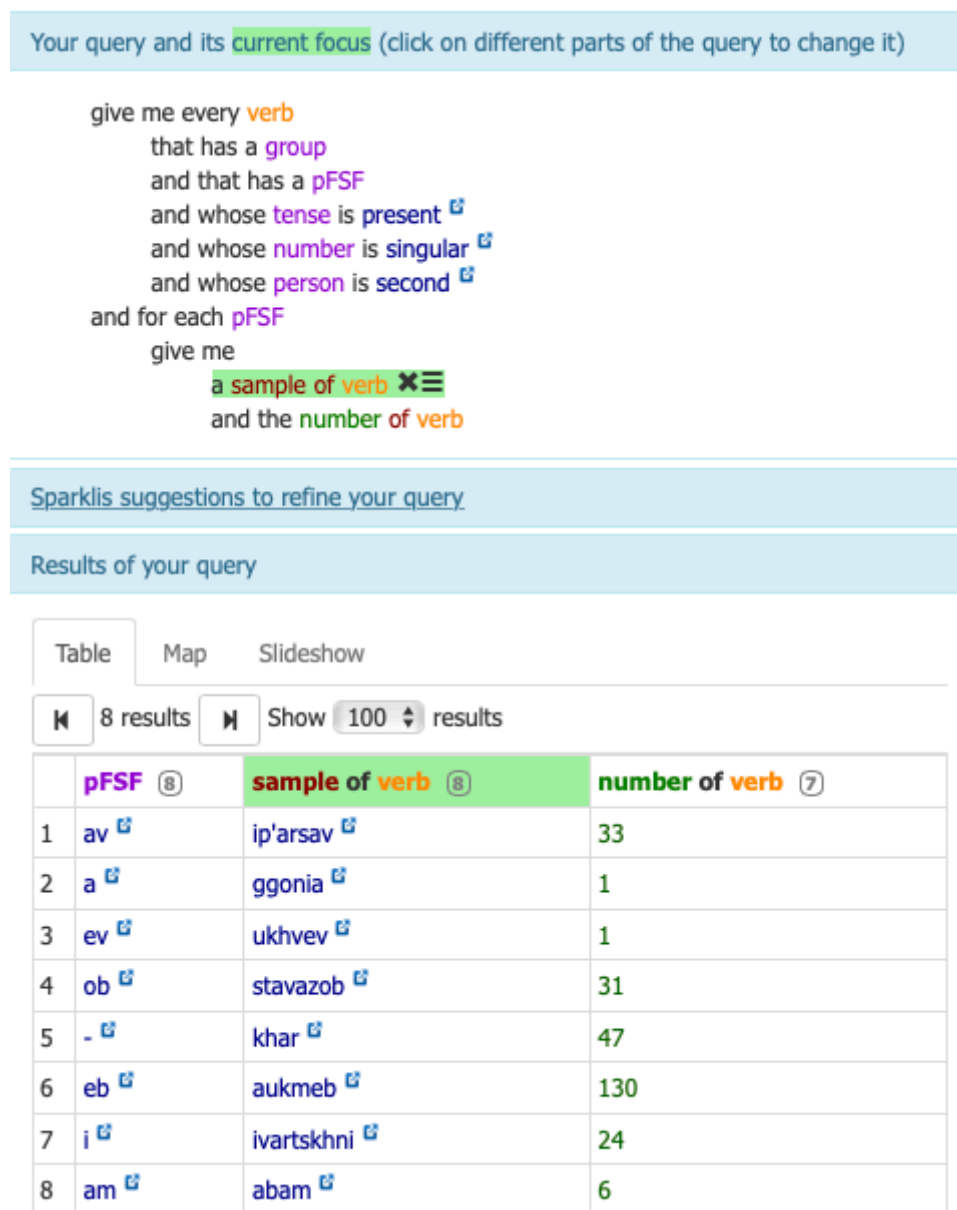 Your query and its current focus (click on different parts of the query to change it)
give me every verb
that has a group
and that has a pFSF
and whose tense is present
and whose number is singular
and whose person is second
and for each pFSF
give me
a sample of verb
and the number of verb
Sparklis suggestions to refine your query
Results of your query
Table Map Slideshow
8 results Show 100 results
pFSF 8 sample of verb 8 number of verb 7
1 av ip'arsav 33
2 a ggonia 1
3 ev ukhvev 1
4 ob stavazob 31
5 - khar 47
6 eb aukmeb 130
7 i ivartskhni 24
8 am abam 6